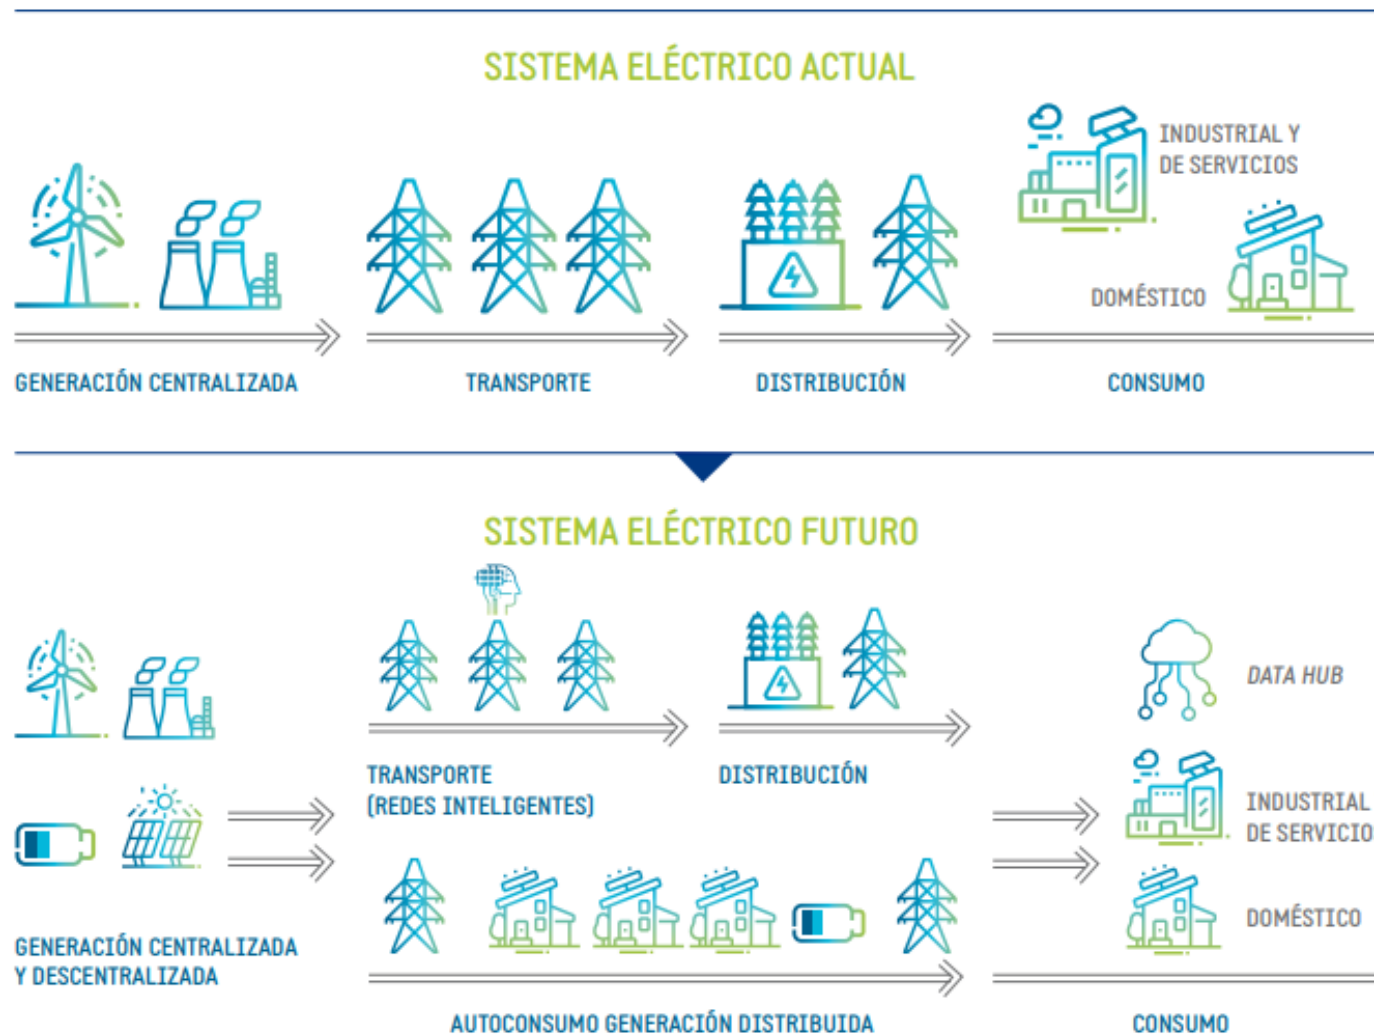 SISTEMA ELÉCTRICO ACTUAL
INDUSTRIAL Y
DE SERVICIOS
DOMÉSTICO
GENERACIÓN CENTRALIZADA
TRANSPORTE
DISTRIBUCIÓN
CONSUMO
SISTEMA ELÉCTRICO FUTURO
DATA HUB
TRANSPORTE
(REDES INTELIGENTES)
DISTRIBUCIÓN
INDUSTRIAL
DE SERVICIO
DOMÉSTICO
GENERACIÓN CENTRALIZADA
Y DESCENTRALIZADA
AUTOCONSUMO GENERACIÓN DISTRIBUIDA
CONSUMO